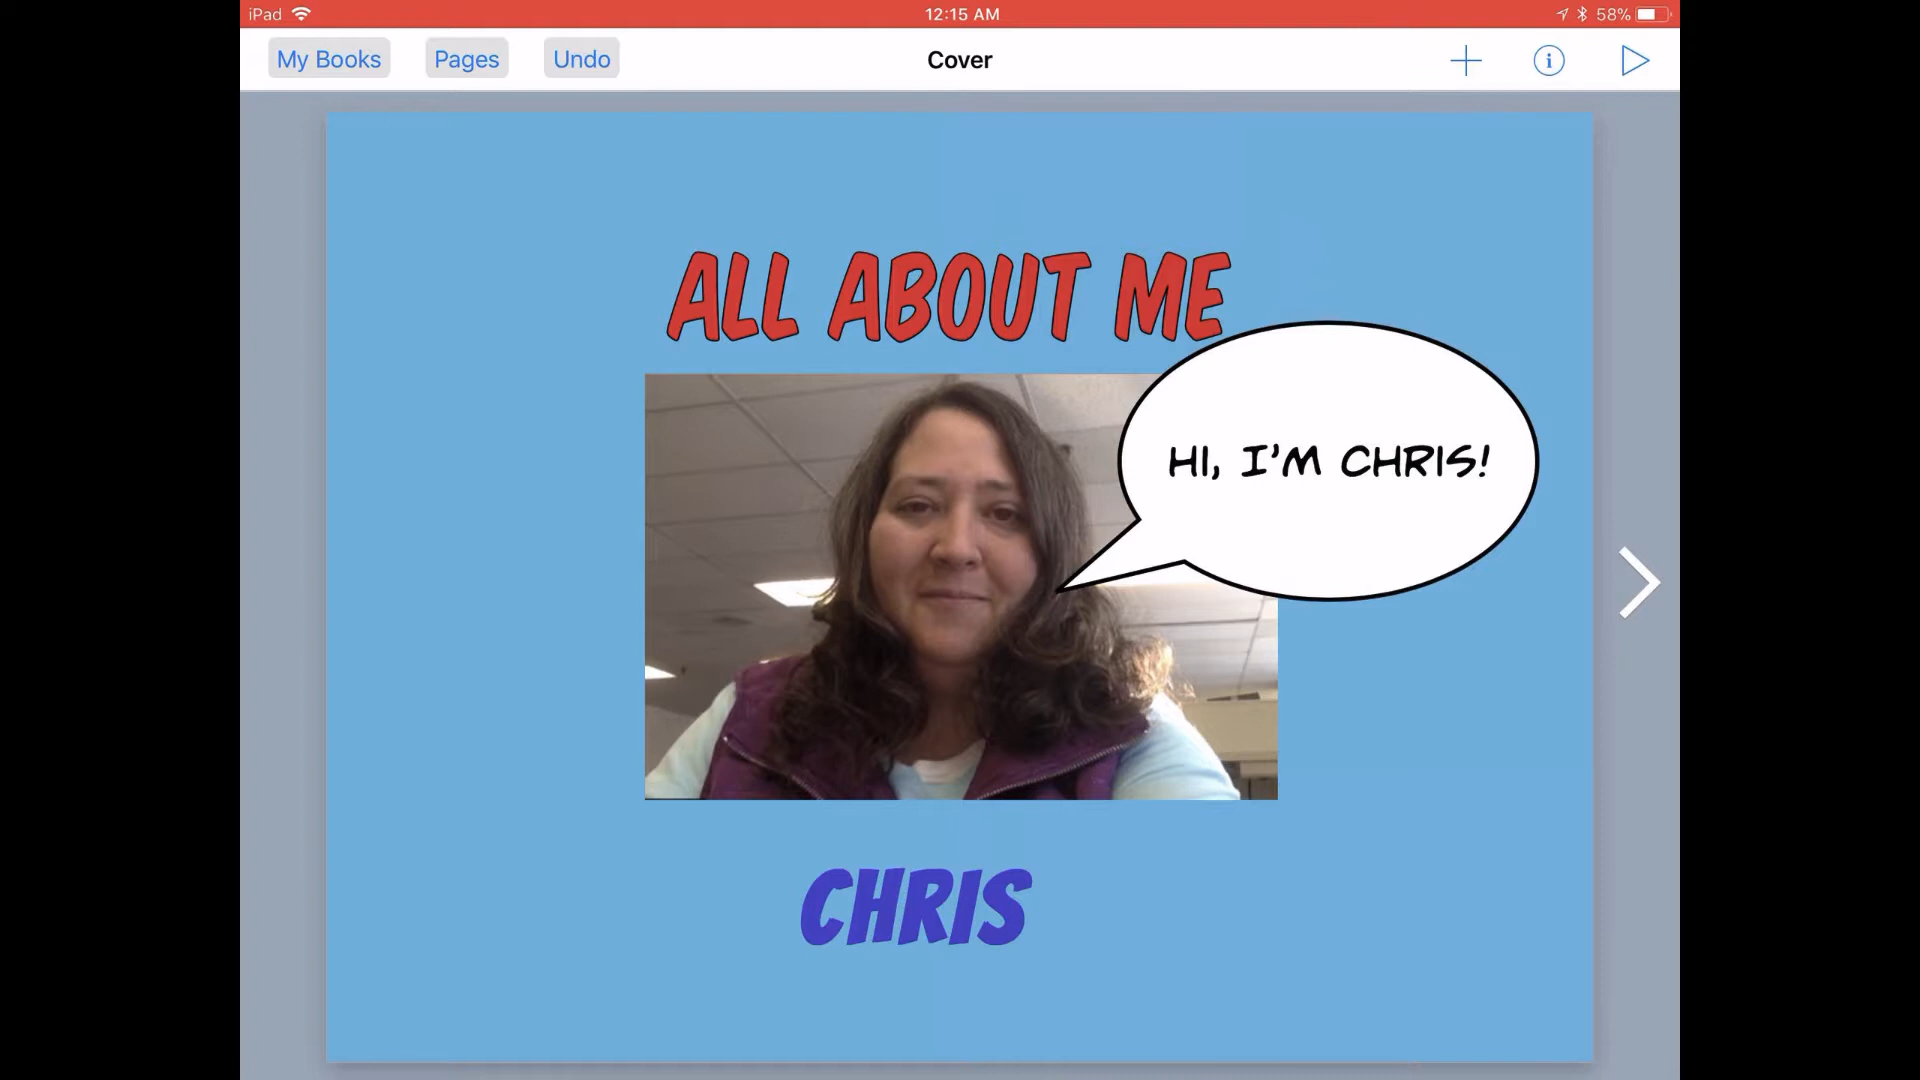 iPad 12:15 AM 58%
My Books Pages Undo Cover
ALL ABOUT ME
HI, I'M CHRIS!
CHRIS